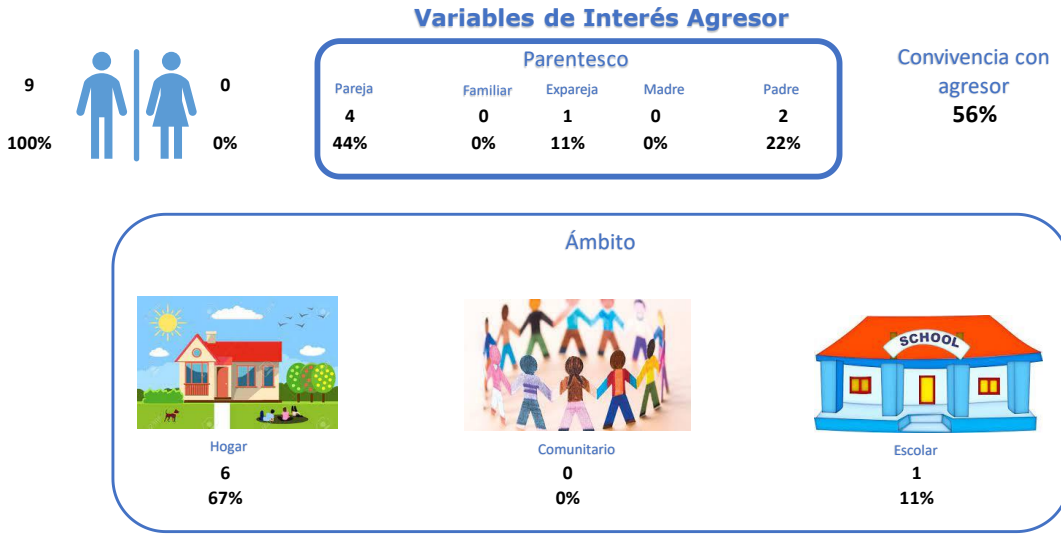 Variables de Interés Agresor
9
0
100%
0%
Parentesco
Pareja Familiar Expareja Madre Padre
4 0 1 0 2
44% 0% 11% 0% 22%
Convivencia con
agresor
56%
Ámbito
SCHOOL
Hogar Comunitario Escolar
6 0 1
67% 0% 11%